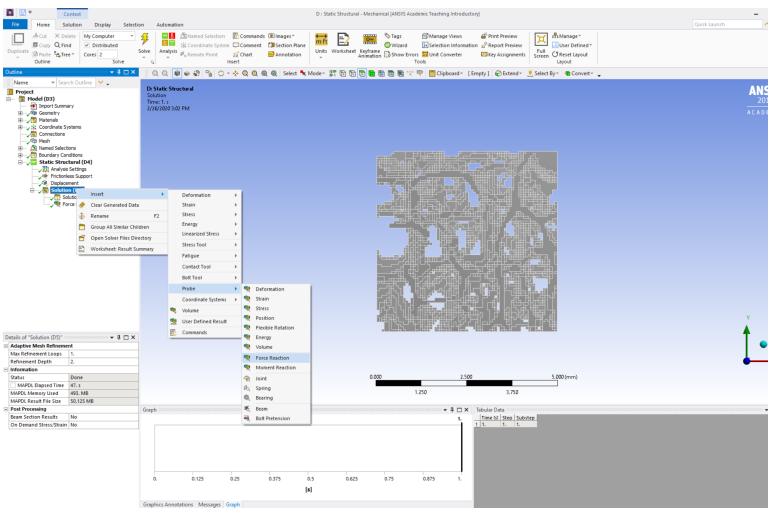 Context
D : Static Structural - Mechanical [ANSYS Academic Teaching Introductory]
File Home Solution Display Selection Automation
Quick Launch
Duplicate
Cut Delete
Copy Find
Paste Tree
Outline
My Computer
Distributed
Cores: 2
Solve
Solve
Analysis
Named Selection
Coordinate System
Remote Point
Commands
Comment
Chart
Images
Section Plane
Annotation
Insert
Units
Worksheet
Keyframe Animation
Tags
Wizard
Show Errors
Manage Views
Selection Information
Unit Converter
Print Preview
Report Preview
Key Assignments
Tools
Full Screen
Manage
User Defined
Reset Layout
Layout
Outline
Name Search Outline
Select Mode Clipboard [ Empty ] Extend Select By Convert
Project
Model (D3)
Import Summary
Geometry
Materials
Coordinate Systems
Connections
Mesh
Named Selections
Boundary Conditions
Static Structural (D4)
Analysis Settings
Frictionless Support
Displacement
Solution
Solutio
Force
Insert
Clear Generated Data
Rename F2
Group All Similar Children
Open Solver Files Directory
Worksheet: Result Summary
Deformation
Strain
Stress
Energy
Linearized Stress
Stress Tool
Fatigue
Contact Tool
Bolt Tool
Probe
Coordinate Systems
Volume
User Defined Result
Commands
Deformation
Strain
Stress
Position
Flexible Rotation
Energy
Volume
Force Reaction
Moment Reaction
Joint
Spring
Bearing
Beam
Bolt Pretension
D: Static Structural
Solution
Time: 1. s
3/26/2020 3:02 PM
ANS
201
ACADE
Y
0.000 2.500 5.000 (mm)
1.250 3.750
Details of "Solution (D5)"
Adaptive Mesh Refinement
Max Refinement Loops 1.
Refinement Depth 2.
Information
Status Done
MAPDL Elapsed Time 47. s
MAPDL Memory Used 493. MB
MAPDL Result File Size 50.125 MB
Post Processing
Beam Section Results No
On Demand Stress/Strain No
Graph
1.
0. 0.125 0.25 0.375 0.5 0.625 0.75 0.875 1.
[s]
Graphics Annotations Messages Graph
Tabular Data
Time [s] Step Substep
1 1. 1. 1.